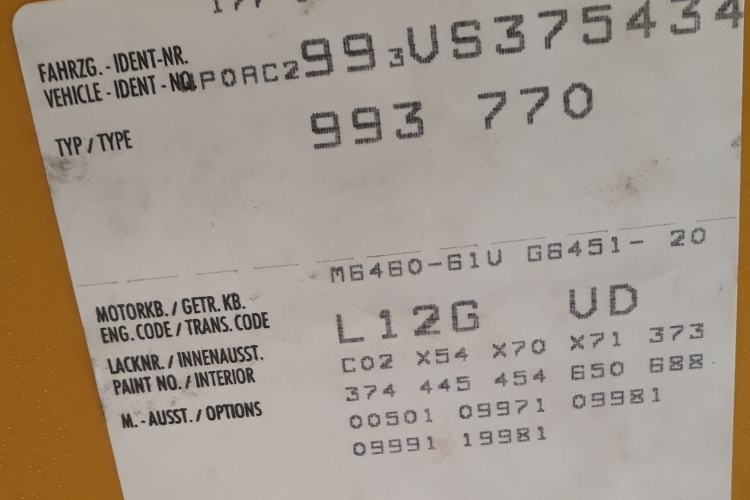 FAHRZG. - IDENT-NR.
VEHICLE - IDENT - NO. WP0AC2993VS375434
TYP / TYPE 993 770
M6460-61U G6451- 20
MOTORKB. / GETR. KB.
ENG. CODE / TRANS. CODE
L12G UD
LACKNR. / INNENAUSST.
PAINT NO. / INTERIOR
C02 X54 X70 X71 373
374 445 454 650 688
M. - AUSST. / OPTIONS
00501 09971 09981
09991 19981